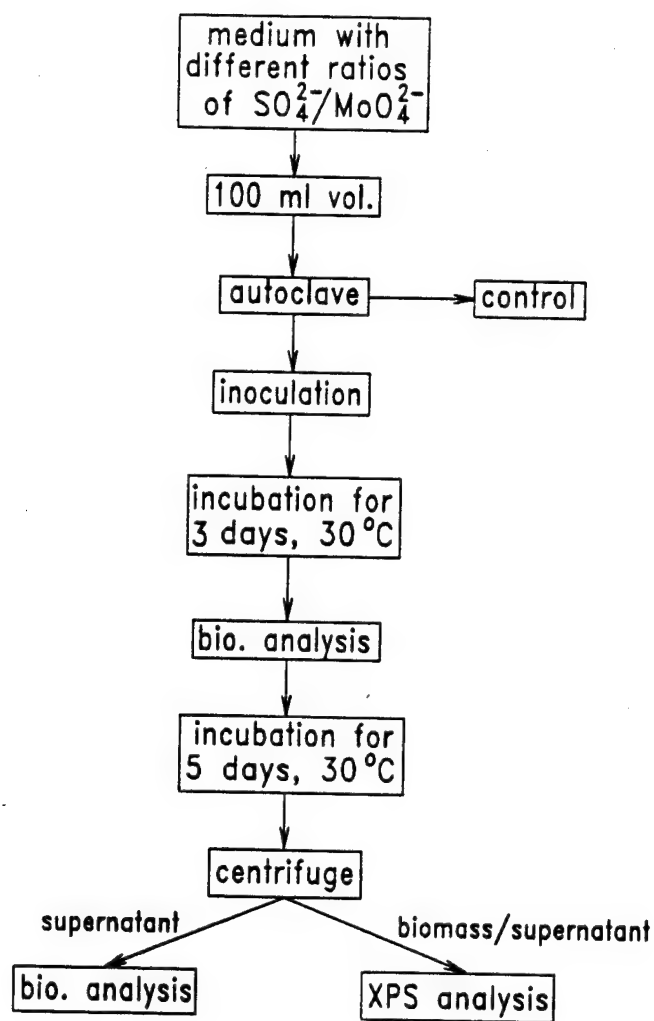 medium with
different ratios
of SO₄²⁻/MoO₄²⁻
100 ml vol.
autoclave
control
inoculation
incubation for
3 days, 30 °C
bio. analysis
incubation for
5 days, 30 °C
centrifuge
supernatant
biomass/supernatant
bio. analysis
XPS analysis